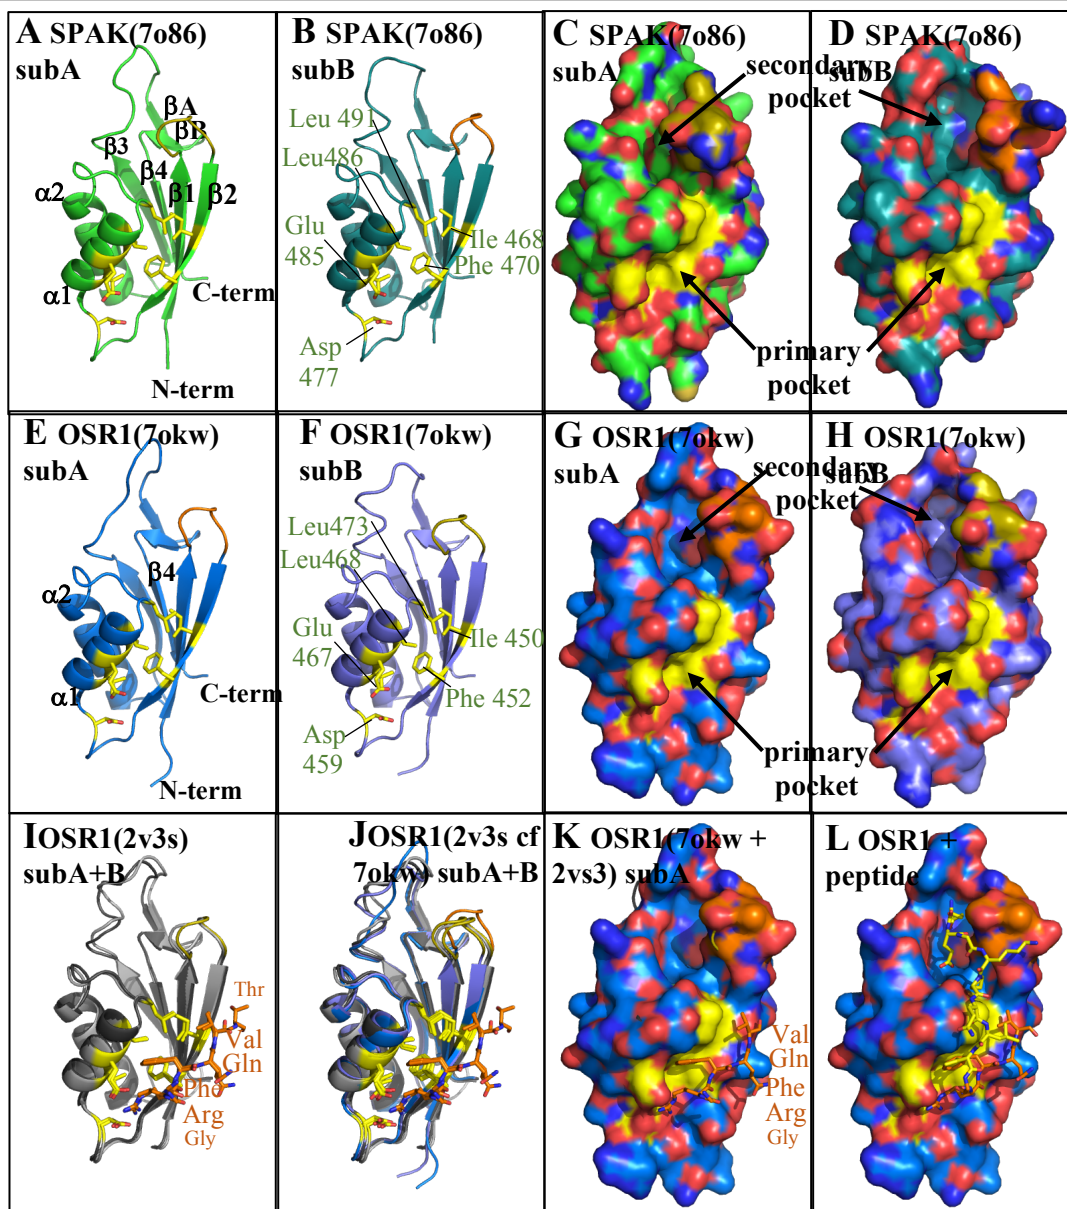 A SPAK(7o86)
subA
βA
βB
β3
β4
β1
β2
α2
α1
C-term
N-term
B SPAK(7o86)
subB
Leu 491
Leu486
Glu
485
Ile 468
Phe 470
Asp
477
C SPAK(7o86)
subA
D SPAK(7o86)
subB
secondary
pocket
primary
pocket
E OSR1(7okw)
subA
β4
α2
α1
C-term
N-term
F OSR1(7okw)
subB
Leu473
Leu468
Glu
467
Ile 450
Phe 452
Asp
459
G OSR1(7okw)
subA
H OSR1(7okw)
subB
secondary
pocket
primary
pocket
I OSR1(2v3s)
subA+B
Thr
Val
Gln
Phe
Arg
Gly
J OSR1(2v3s cf
7okw) subA+B
K OSR1(7okw +
2vs3) subA
Val
Gln
Phe
Arg
Gly
L OSR1 +
peptide